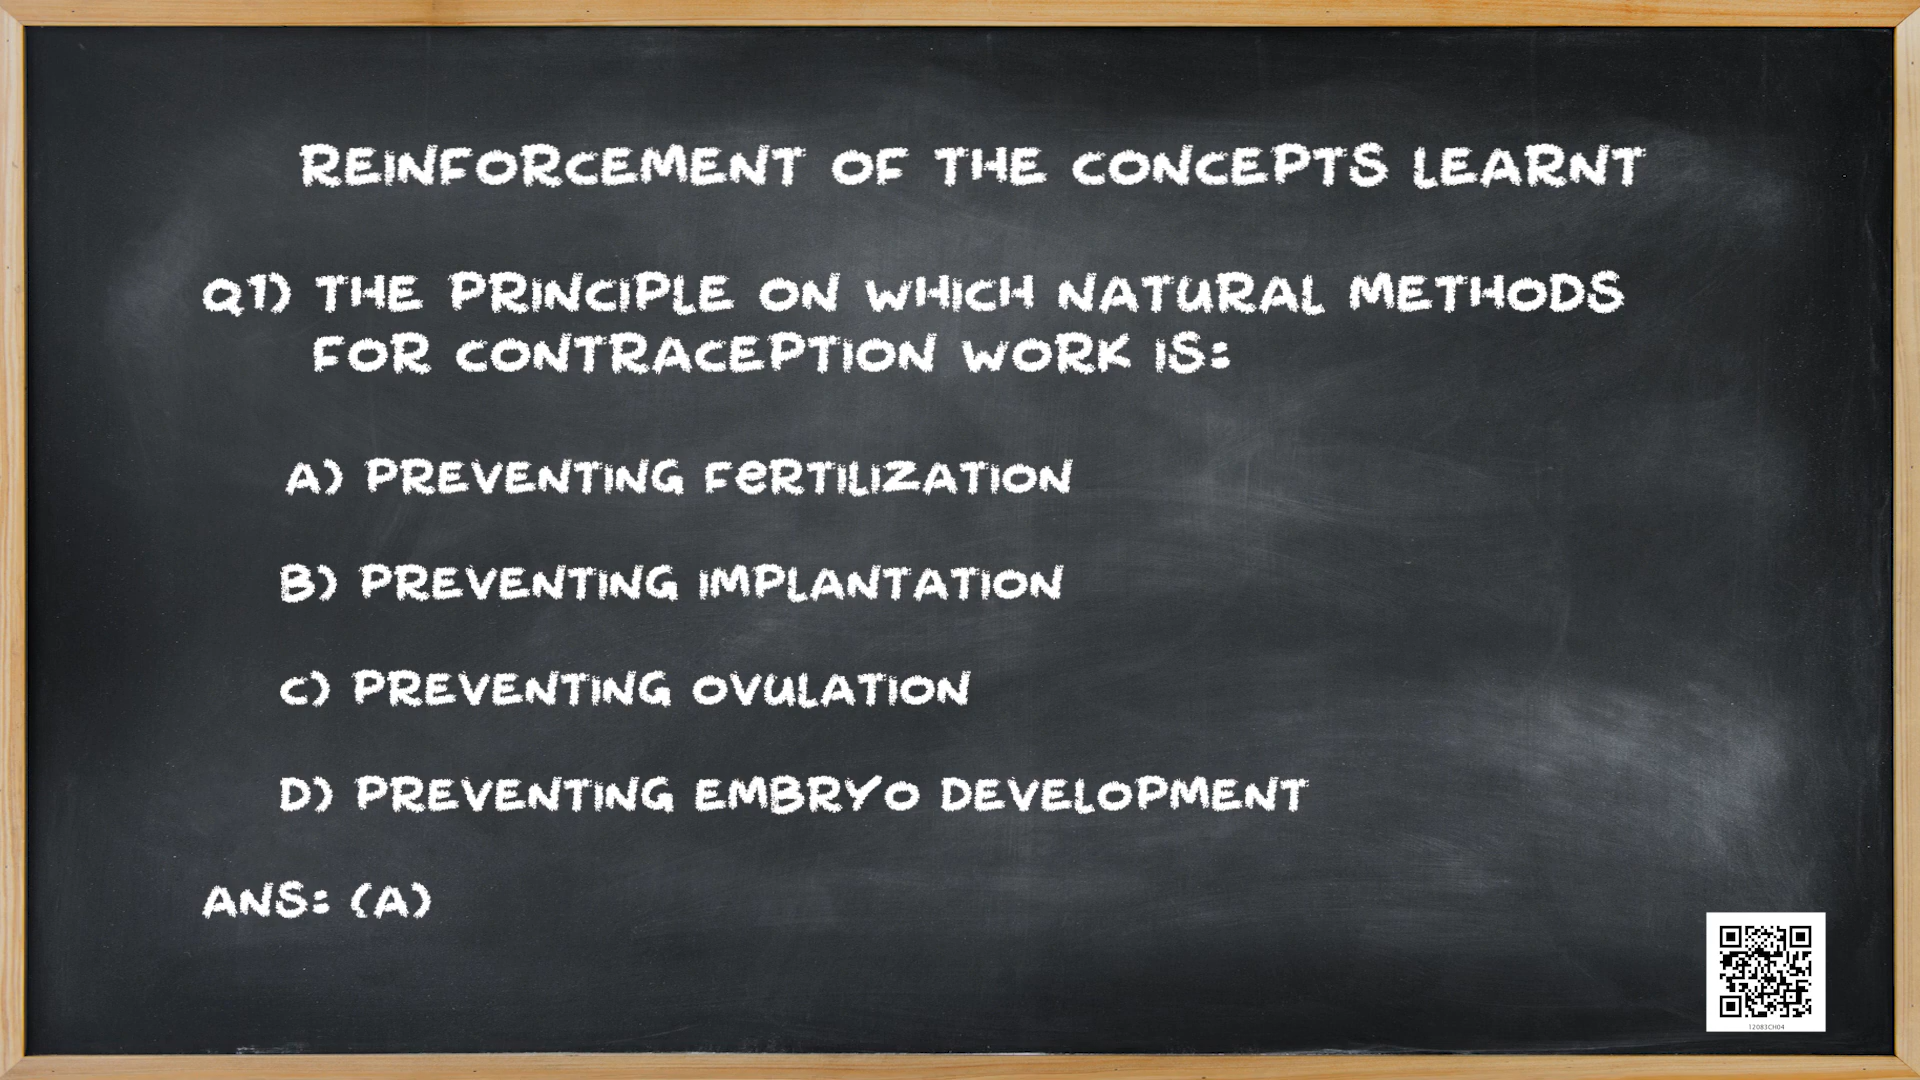 REINFORCEMENT OF THE CONCEPTS LEARNT
Q1) THE PRINCIPLE ON WHICH NATURAL METHODS
FOR CONTRACEPTION WORK IS:
A) PREVENTING FeRTILIZATION
B) PREVENTING IMPLANTATION
C) PREVENTING OVULATION
D) PREVENTING EMBRYO DEVELOPMENT
ANS: (A)
12083CH04